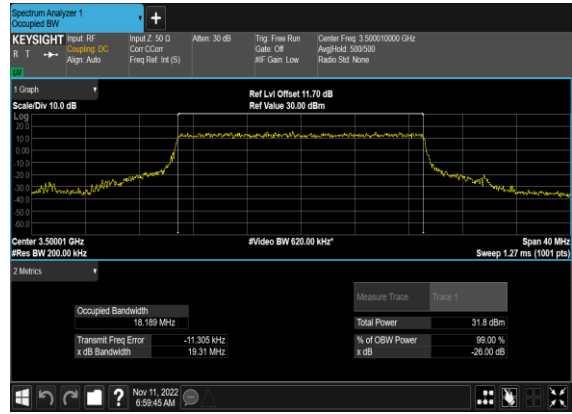 Spectrum Analyzer 1
Occupied BW
+
KEYSIGHT
R T
LW
Input: RF
Coupling: DC
Align: Auto
Input Z: 50 Ω
Corr CCorr
Freq Ref: Int (S)
Atten: 30 dB
Trig: Free Run
Gate: Off
#IF Gain: Low
Center Freq: 3.500010000 GHz
Avg|Hold: 500/500
Radio Std: None
1 Graph
Scale/Div 10.0 dB
Ref Lvl Offset 11.70 dB
Ref Value 30.00 dBm
Log
20.0
10.0
0.00
-10.0
-20.0
-30.0
-40.0
-50.0
-60.0
Center 3.50001 GHz
#Res BW 200.00 kHz
#Video BW 620.00 kHz*
Span 40 MHz
Sweep 1.27 ms (1001 pts)
2 Metrics
Measure Trace Trace 1
Occupied Bandwidth
18.189 MHz
Total Power 31.8 dBm
Transmit Freq Error -11.305 kHz
% of OBW Power 99.00 %
x dB Bandwidth 19.31 MHz
x dB -26.00 dB
?
Nov 11, 2022
6:59:45 AM